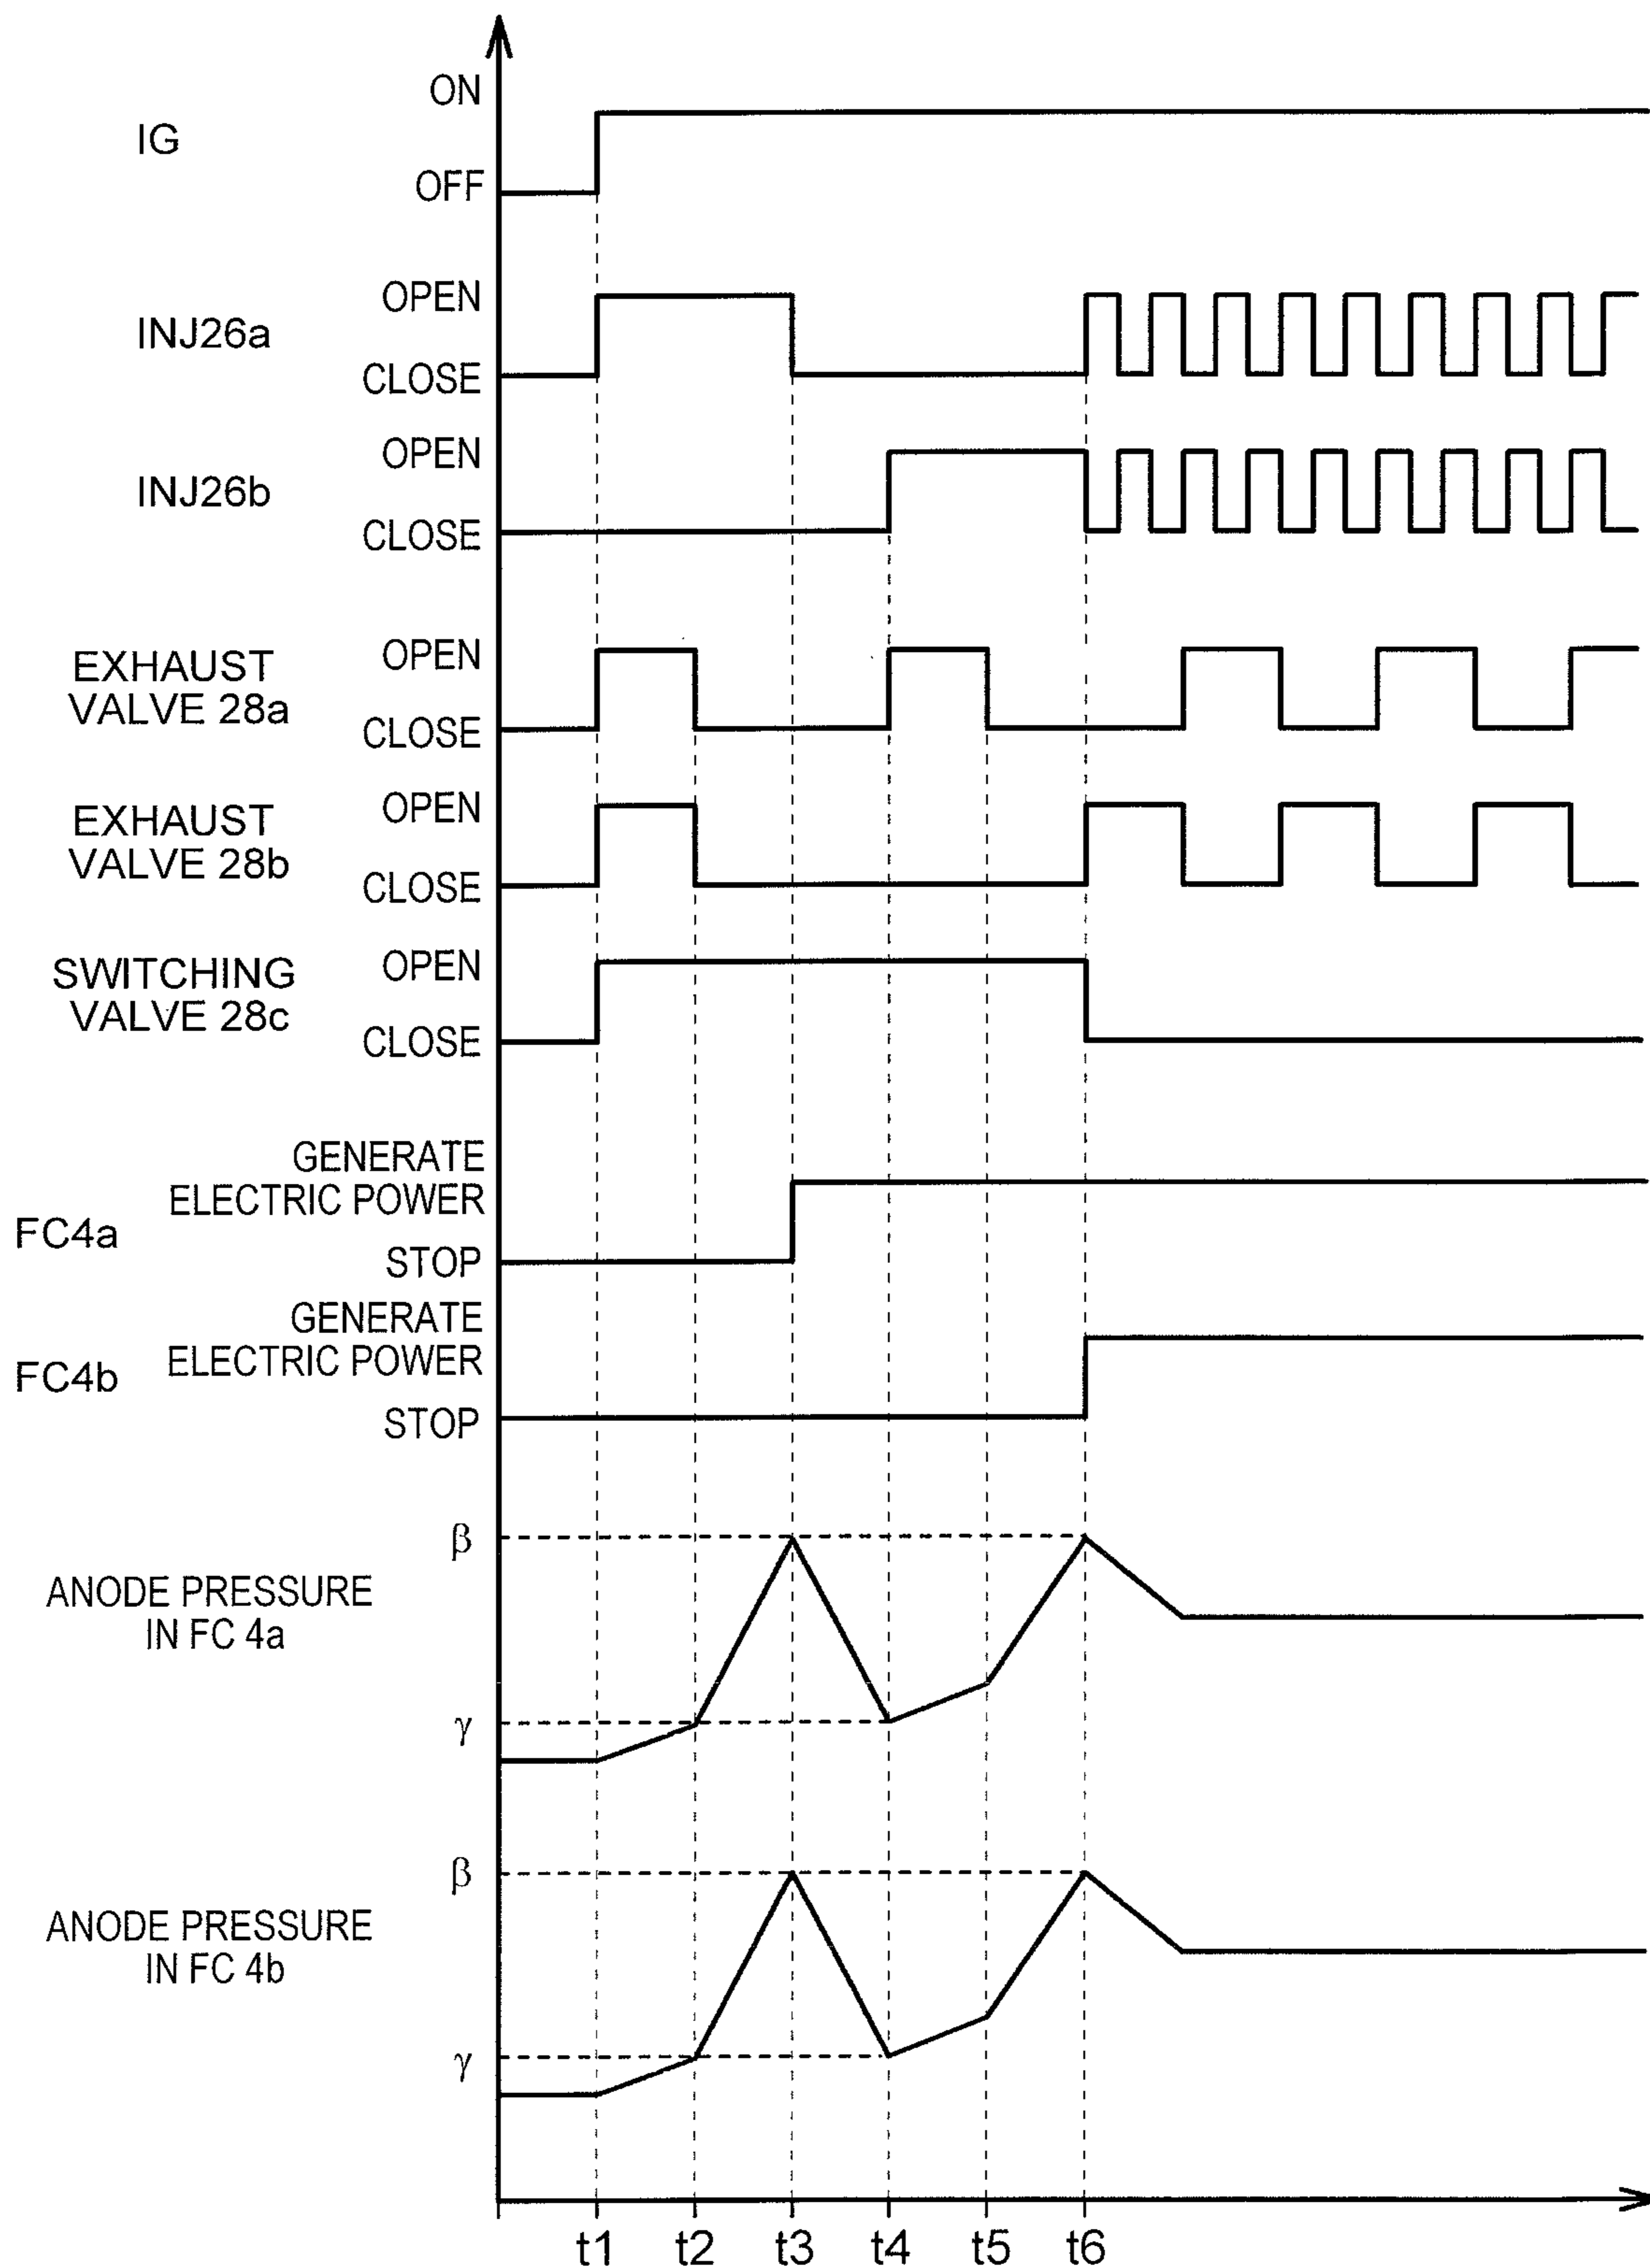 ON
IG
OFF
OPEN
INJ26a
CLOSE
OPEN
INJ26b
CLOSE
EXHAUST
VALVE 28a
OPEN
CLOSE
EXHAUST
VALVE 28b
OPEN
CLOSE
SWITCHING
VALVE 28c
OPEN
CLOSE
GENERATE
ELECTRIC POWER
FC4a
STOP
GENERATE
ELECTRIC POWER
FC4b
STOP
β
ANODE PRESSURE
IN FC 4a
γ
β
ANODE PRESSURE
IN FC 4b
γ
t1 t2 t3 t4 t5 t6